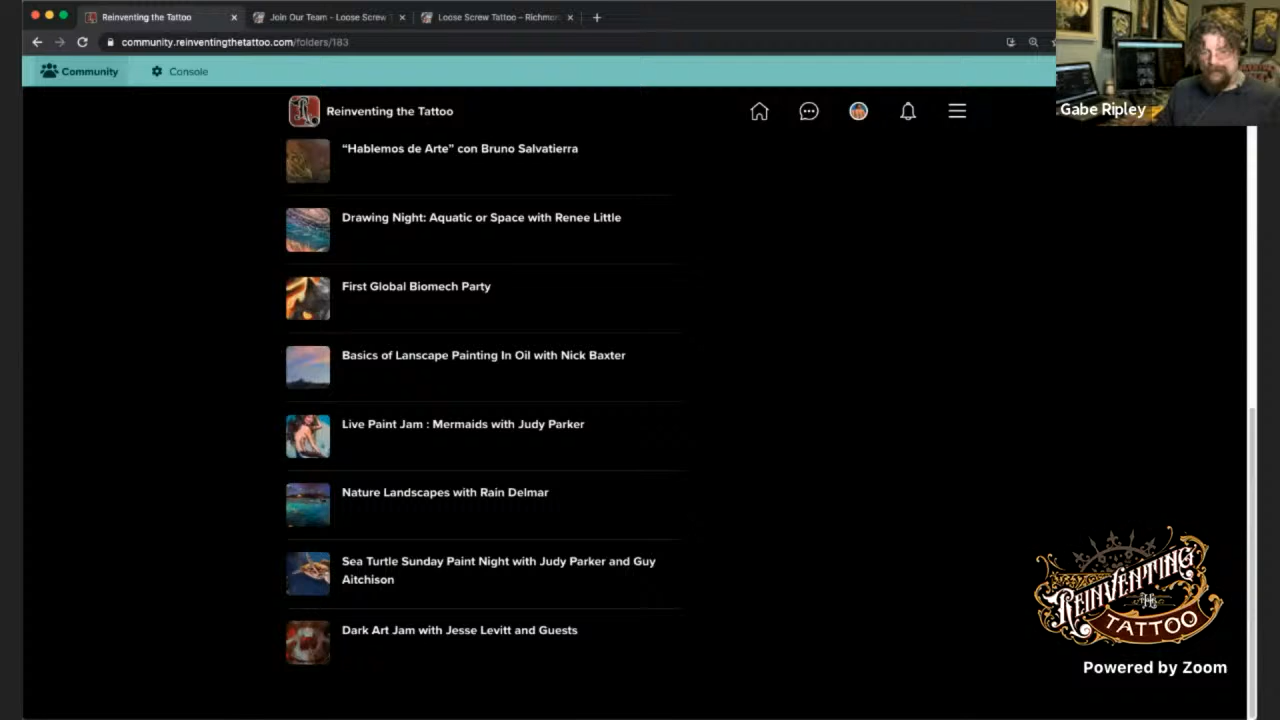 Reinventing the Tattoo
Join Our Team - Loose Screw
Loose Screw Tattoo – Richmon
community.reinventingthetattoo.com/folders/183
Community
Console
Reinventing the Tattoo
Gabe Ripley
“Hablemos de Arte” con Bruno Salvatierra
Drawing Night: Aquatic or Space with Renee Little
First Global Biomech Party
Basics of Lanscape Painting In Oil with Nick Baxter
Live Paint Jam : Mermaids with Judy Parker
Nature Landscapes with Rain Delmar
Sea Turtle Sunday Paint Night with Judy Parker and Guy
Aitchison
Dark Art Jam with Jesse Levitt and Guests
REINVENTING
THE
TATTOO
Powered by Zoom